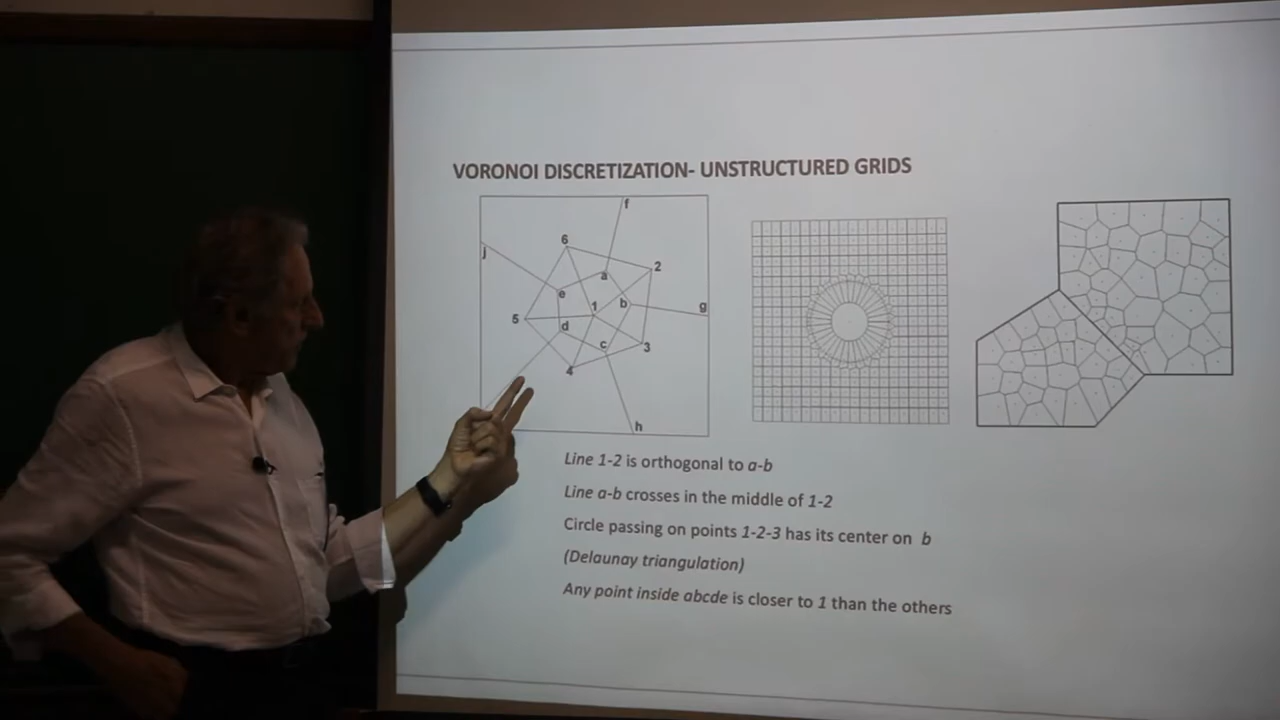 VORONOI DISCRETIZATION- UNSTRUCTURED GRIDS
f
6
j
a
2
e
1
b
g
5
d
c
3
4
h
Line 1-2 is orthogonal to a-b
Line a-b crosses in the middle of 1-2
Circle passing on points 1-2-3 has its center on b
(Delaunay triangulation)
Any point inside abcde is closer to 1 than the others